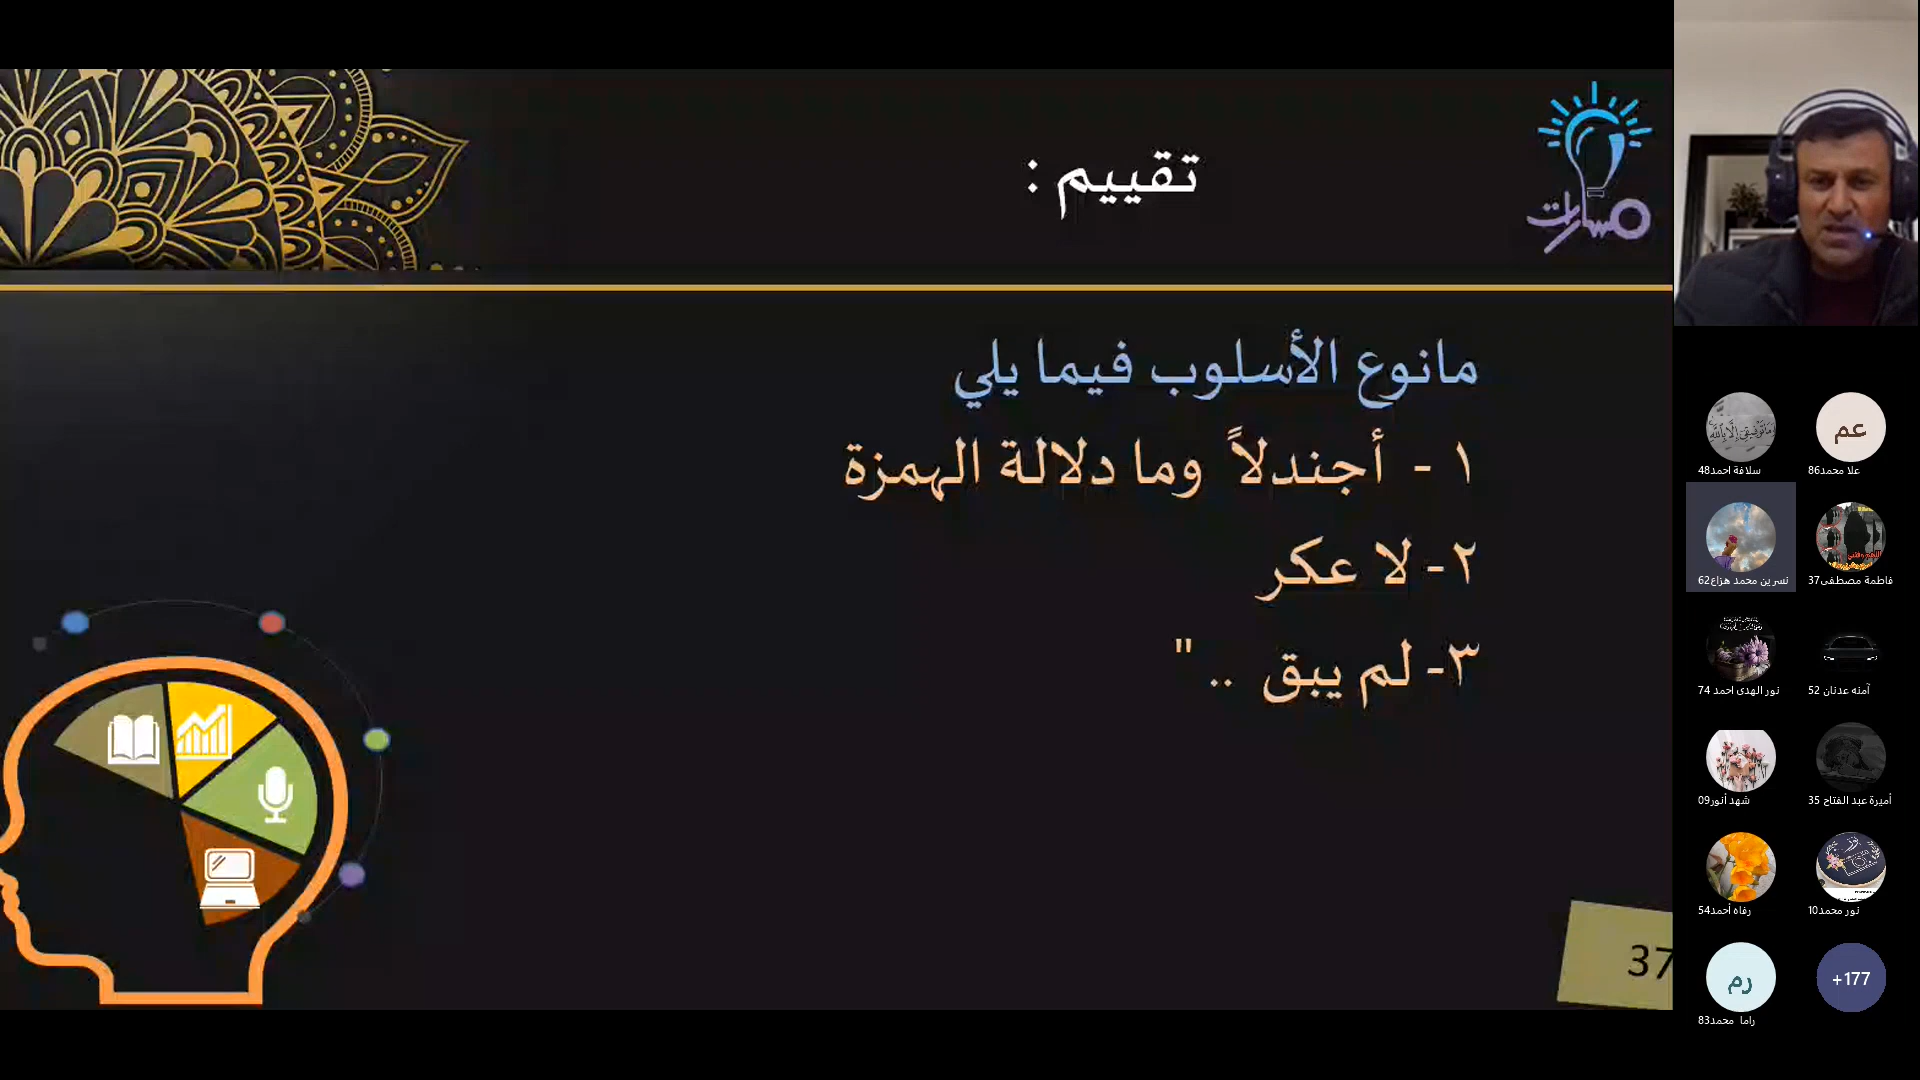 مسارات
تقييم :
مانوع الأسلوب فيما يلي
١ - أجندلاً وما دلالة الهمزة
٢- لا عكر
٣- لم يبق .. "
37
علا محمد86
سلافة احمد48
فاطمة مصطفى37
نسرين محمد هزاع62
آمنه عدنان 52
نور الهدى احمد 74
أميرة عبد الفتاح 35
شهد أنور09
نور محمد10
رفاه أحمد54
راما محمد83
عم
رم
+177